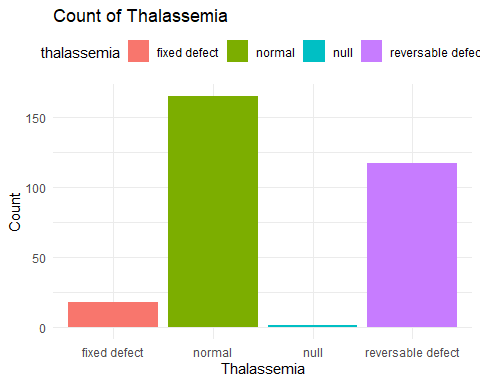 Count of Thalassemia
thalassemia fixed defect normal null reversable defec
150
100
50
0
Count
fixed defect normal null reversable defect
Thalassemia